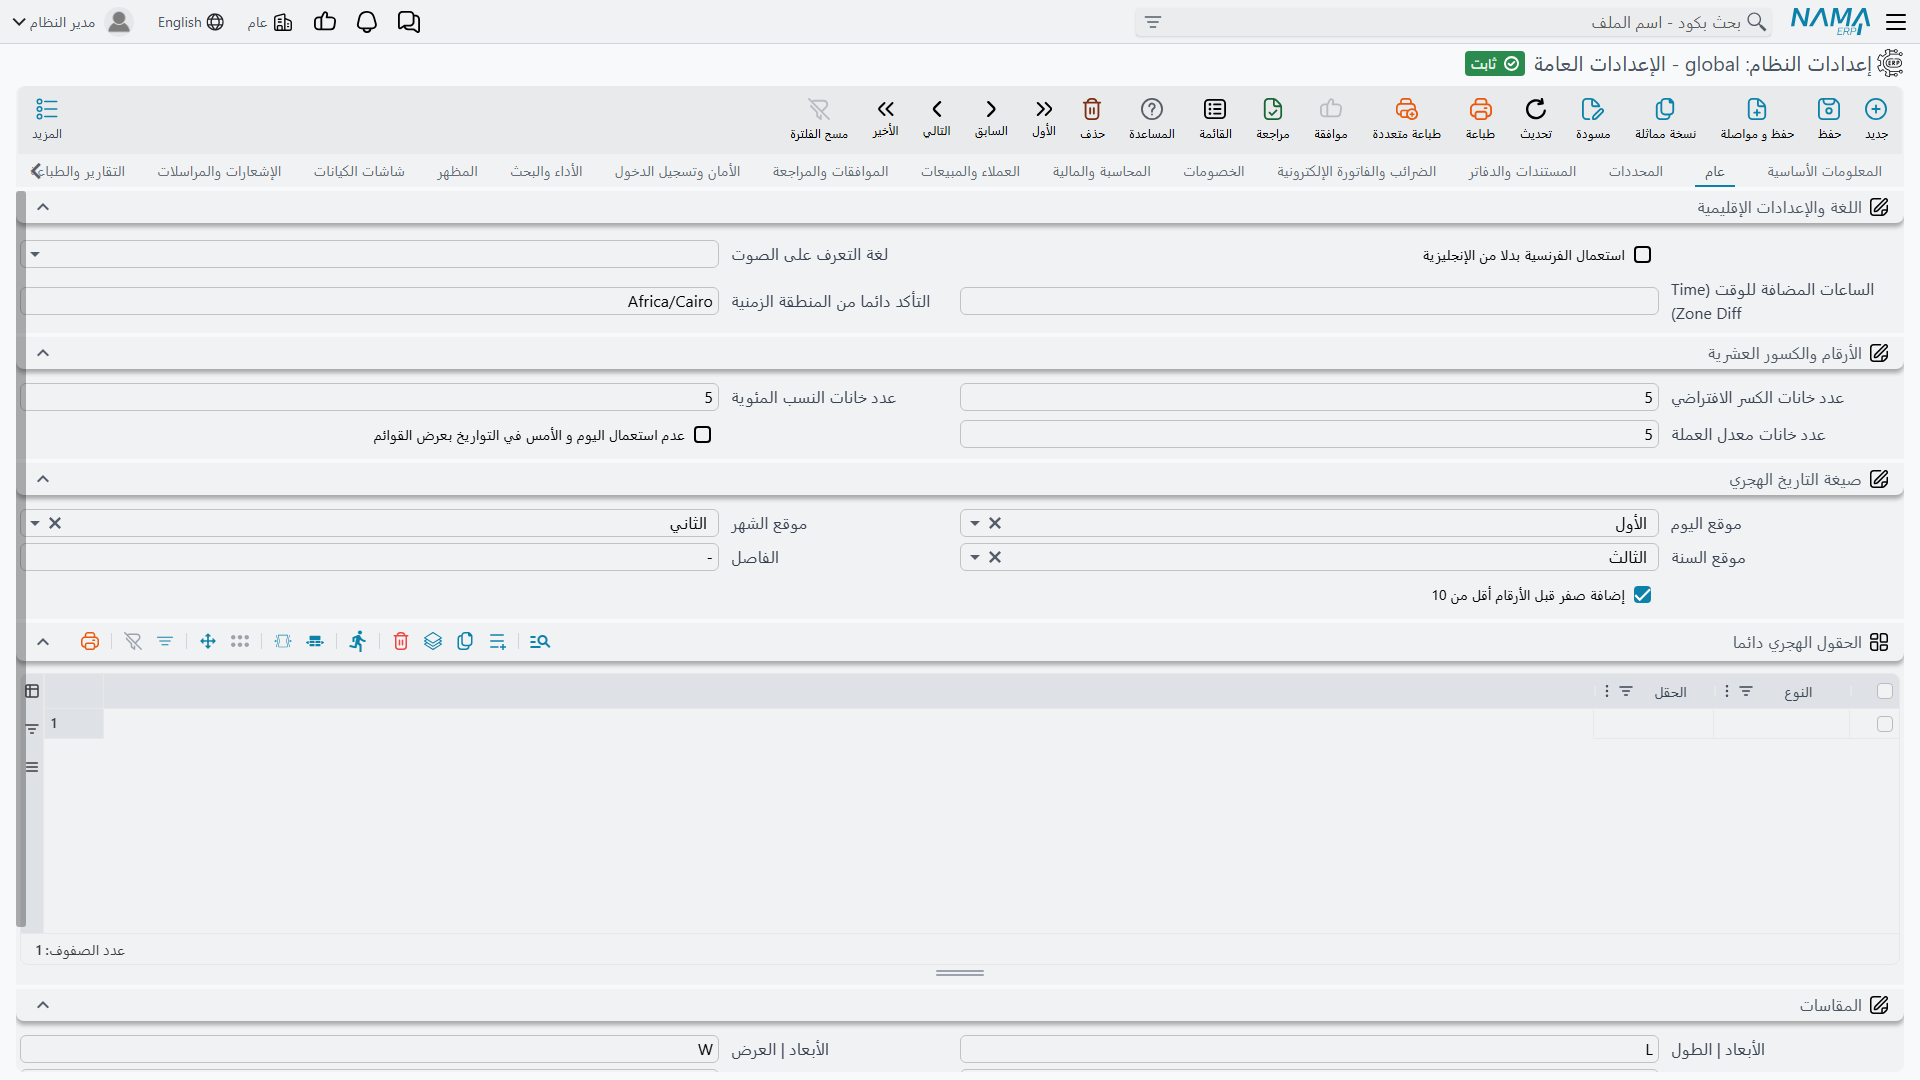 NAMA ERP
بحث بكود - اسم الملف
عام
English
مدير النظام
إعدادات النظام: global - الإعدادات العامة
ثابت
جديد
حفظ
حفظ و مواصلة
نسخة مماثلة
مسودة
تحديث
طباعة
طباعة متعددة
موافقة
مراجعة
القائمة
المساعدة
حذف
الأول
السابق
التالي
الأخير
مسح الفلترة
المزيد
المعلومات الأساسية
عام
المحددات
المستندات والدفاتر
الضرائب والفاتورة الإلكترونية
الخصومات
المحاسبة والمالية
العملاء والمبيعات
الموافقات والمراجعة
الأمان وتسجيل الدخول
الأداء والبحث
المظهر
شاشات الكيانات
الإشعارات والمراسلات
التقارير والطباعة
اللغة والإعدادات الإقليمية
استعمال الفرنسية بدلا من الإنجليزية
لغة التعرف على الصوت
الساعات المضافة للوقت (Time Zone Diff)
التأكد دائما من المنطقة الزمنية
Africa/Cairo
الأرقام والكسور العشرية
عدد خانات الكسر الافتراضي
5
عدد خانات النسب المئوية
5
عدد خانات معدل العملة
5
عدم استعمال اليوم و الأمس في التواريخ بعرض القوائم
صيغة التاريخ الهجري
موقع اليوم
الأول
موقع الشهر
الثاني
موقع السنة
الثالث
الفاصل
-
إضافة صفر قبل الأرقام أقل من 10
الحقول الهجري دائما
النوع
الحقل
1
عدد الصفوف: 1
المقاسات
الأبعاد | الطول
L
الأبعاد | العرض
W